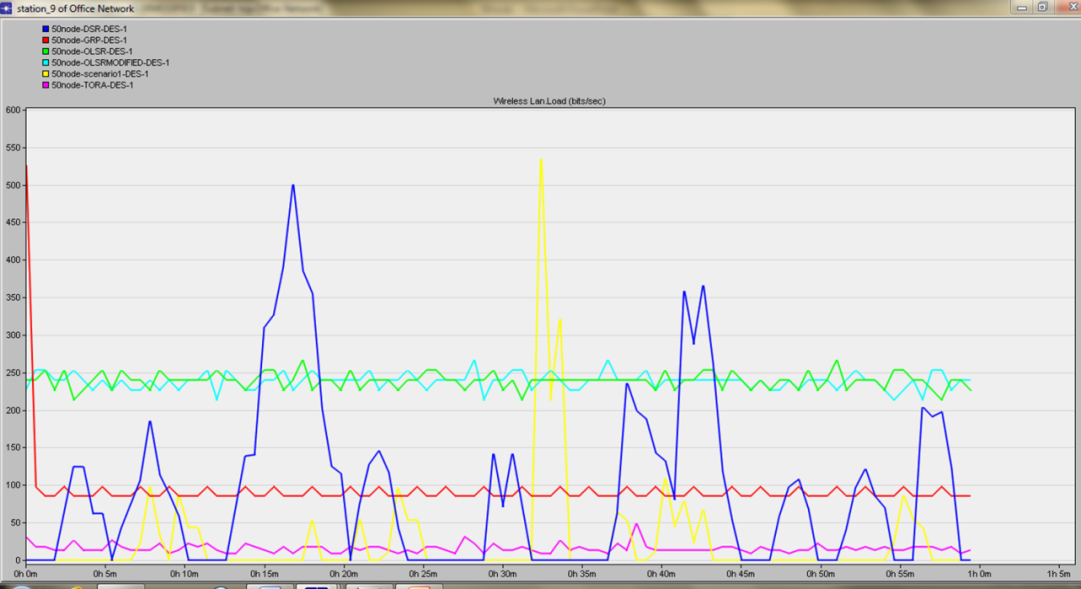 station_9 of Office Network
50node-DSR-DES-1
50node-GRP-DES-1
50node-OLSR-DES-1
50node-OLSRMODIFIED-DES-1
50node-scenario1-DES-1
50node-TORA-DES-1
Wireless Lan.Load (bits/sec)
600
550
500
450
400
350
300
250
200
150
100
50
0
0h 0m 0h 5m 0h 10m 0h 15m 0h 20m 0h 25m 0h 30m 0h 35m 0h 40m 0h 45m 0h 50m 0h 55m 1h 0m 1h 5m